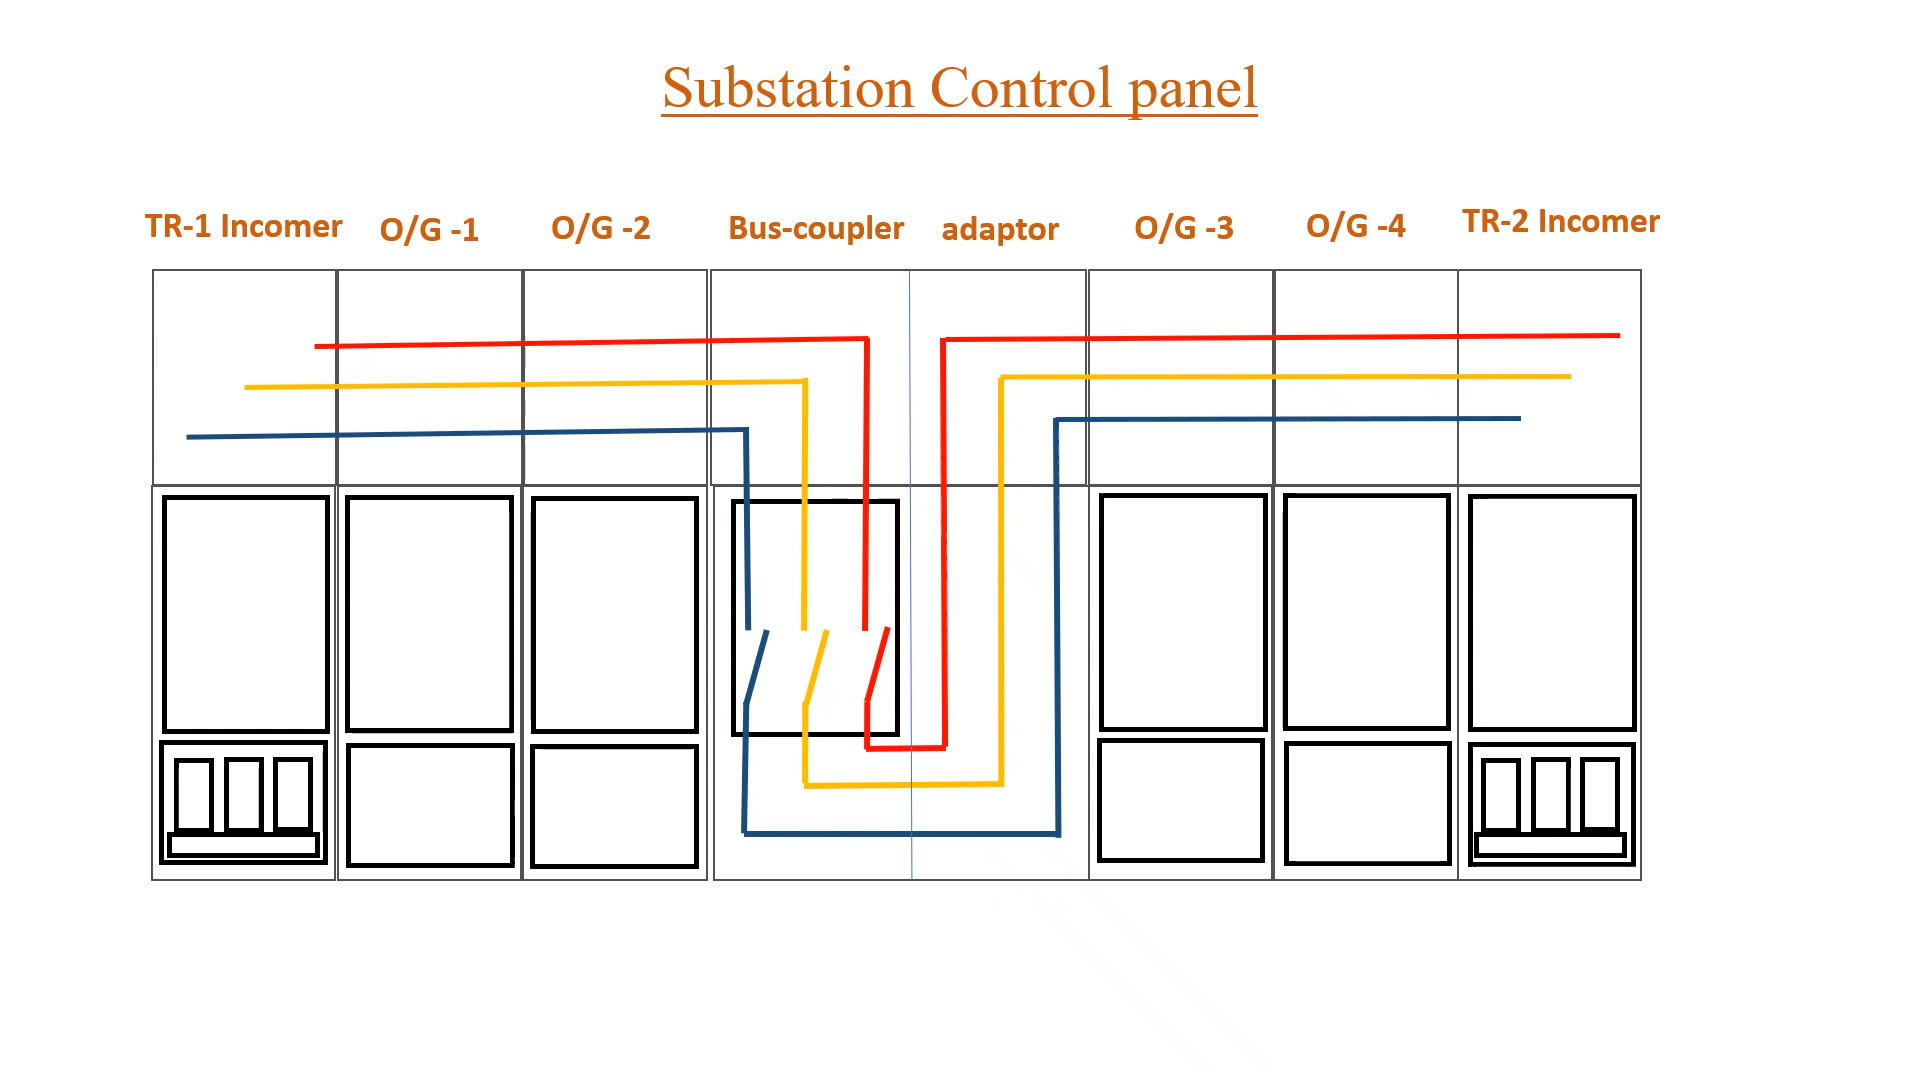 Substation Control panel
TR-1 Incomer O/G -1 O/G -2 Bus-coupler adaptor O/G -3 O/G -4 TR-2 Incomer